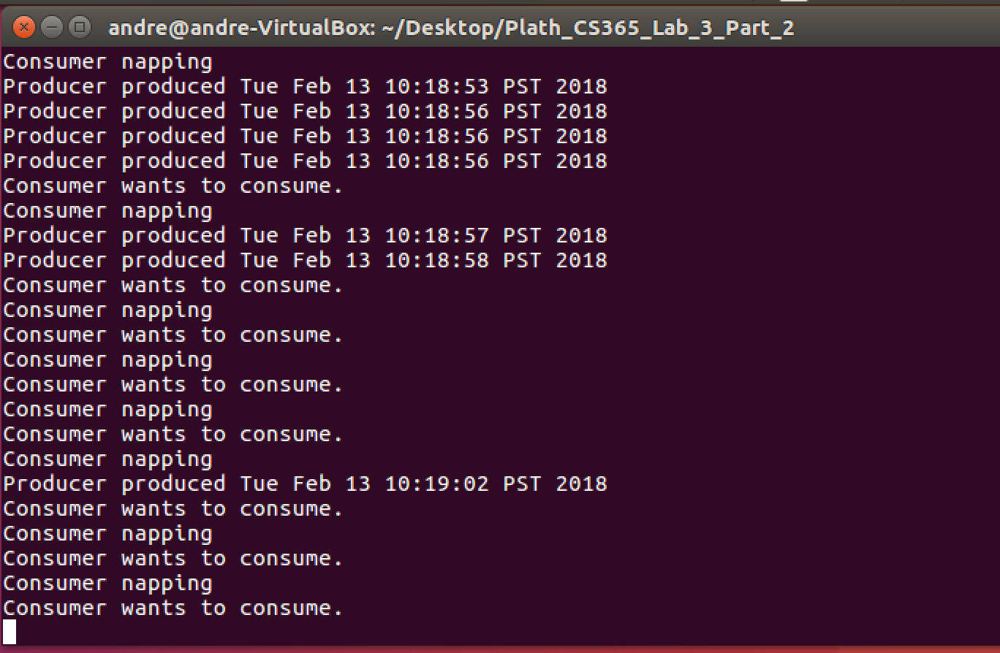 andre@andre-VirtualBox: ~/Desktop/Plath_CS365_Lab_3_Part_2
Consumer napping
Producer produced Tue Feb 13 10:18:53 PST 2018
Producer produced Tue Feb 13 10:18:56 PST 2018
Producer produced Tue Feb 13 10:18:56 PST 2018
Producer produced Tue Feb 13 10:18:56 PST 2018
Consumer wants to consume.
Consumer napping
Producer produced Tue Feb 13 10:18:57 PST 2018
Producer produced Tue Feb 13 10:18:58 PST 2018
Consumer wants to consume.
Consumer napping
Consumer wants to consume.
Consumer napping
Consumer wants to consume.
Consumer napping
Consumer wants to consume.
Consumer napping
Producer produced Tue Feb 13 10:19:02 PST 2018
Consumer wants to consume.
Consumer napping
Consumer wants to consume.
Consumer napping
Consumer wants to consume.